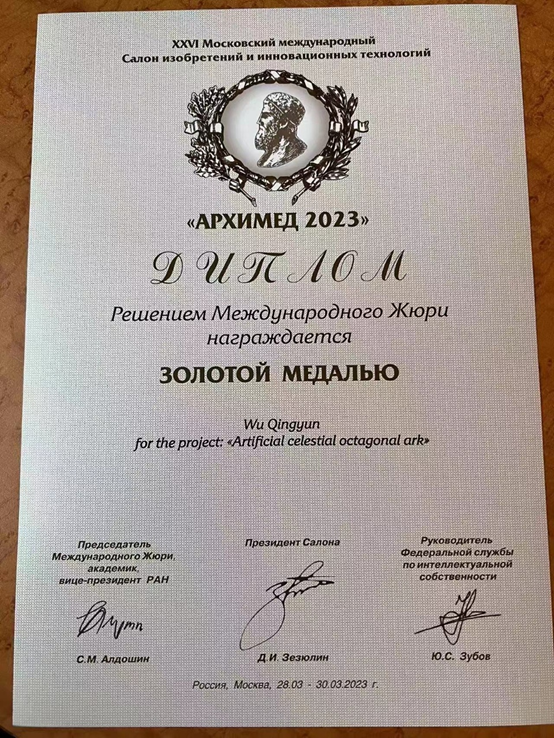 XXVI Московский международный
Салон изобретений и инновационных технологий
«АРХИМЕД 2023»
ДИПЛОМ
Решением Международного Жюри
награждается
ЗОЛОТОЙ МЕДАЛЬЮ
Wu Qingyun
for the project: «Artificial celestial octagonal ark»
Председатель
Международного Жюри,
академик,
вице-президент РАН
С.М. Алдошин
Президент Салона
Д.И. Зезюлин
Руководитель
Федеральной службы
по интеллектуальной
собственности
Ю.С. Зубов
Россия, Москва, 28.03 - 30.03.2023 г.